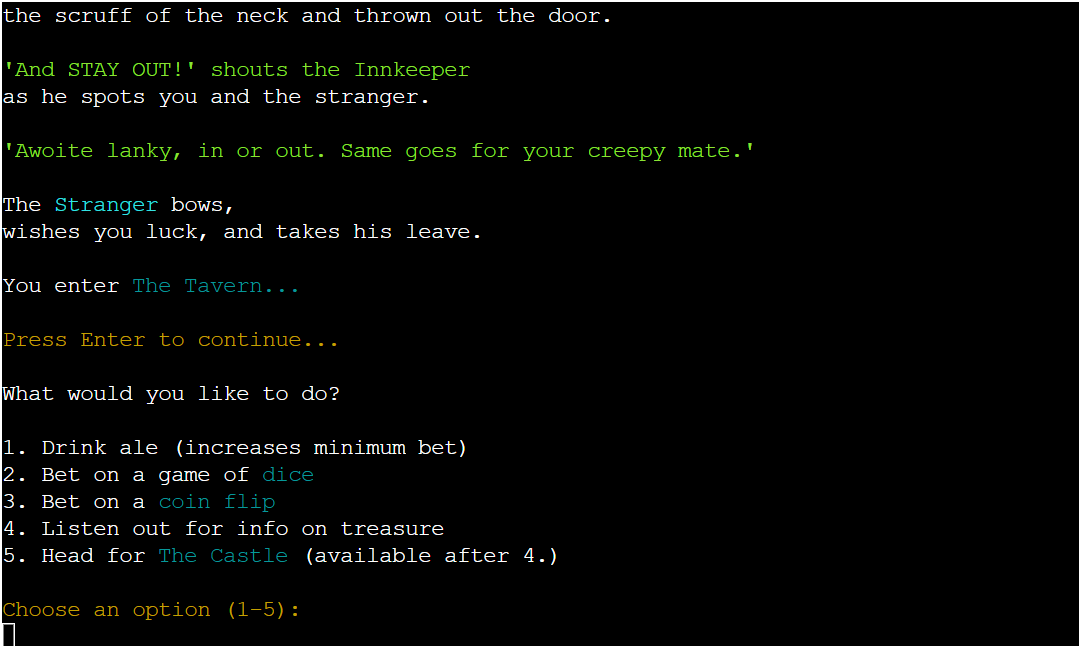 the scruff of the neck and thrown out the door.
'And STAY OUT!' shouts the Innkeeper
as he spots you and the stranger.
'Awoite lanky, in or out. Same goes for your creepy mate.'
The Stranger bows,
wishes you luck, and takes his leave.
You enter The Tavern...
Press Enter to continue...
What would you like to do?
1. Drink ale (increases minimum bet)
2. Bet on a game of dice
3. Bet on a coin flip
4. Listen out for info on treasure
5. Head for The Castle (available after 4.)
Choose an option (1-5):